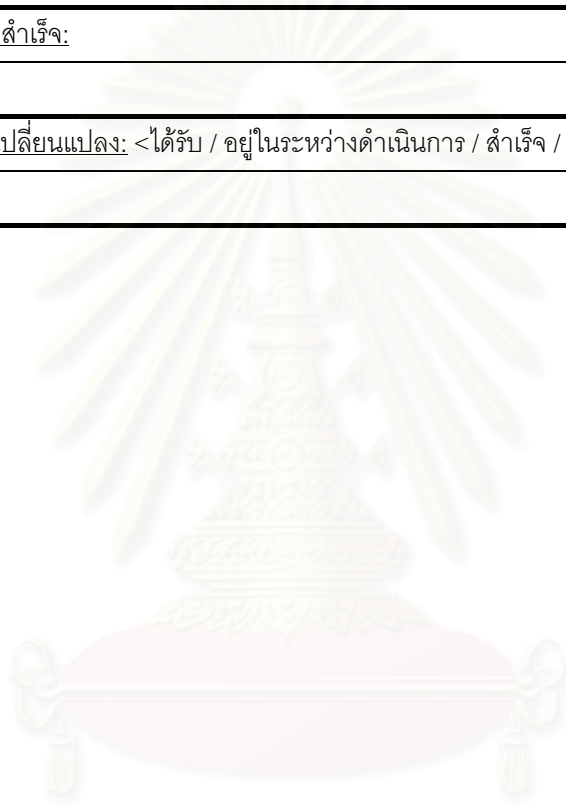 สำเร็จ:
เปลี่ยนแปลง: <ได้รับ / อยู่ในระหว่างดำเนินการ / สำเร็จ /